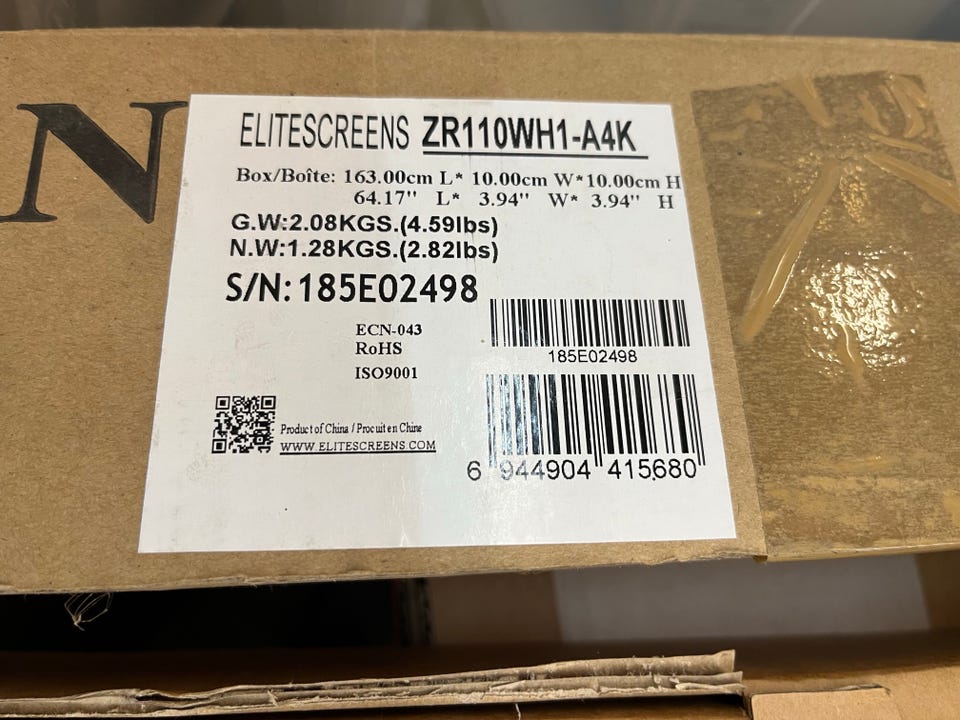 N
ELITESCREENS ZR110WH1-A4K
Box/Boîte: 163.00cm L* 10.00cm W*10.00cm H
64.17" L* 3.94" W* 3.94" H
G.W:2.08KGS.(4.59lbs)
N.W:1.28KGS.(2.82lbs)
S/N:185E02498
185E02498
ECN-043
RoHS
ISO9001
Product of China / Procuit en Chine
WWW.ELITESCREENS.COM
6 944904 415680